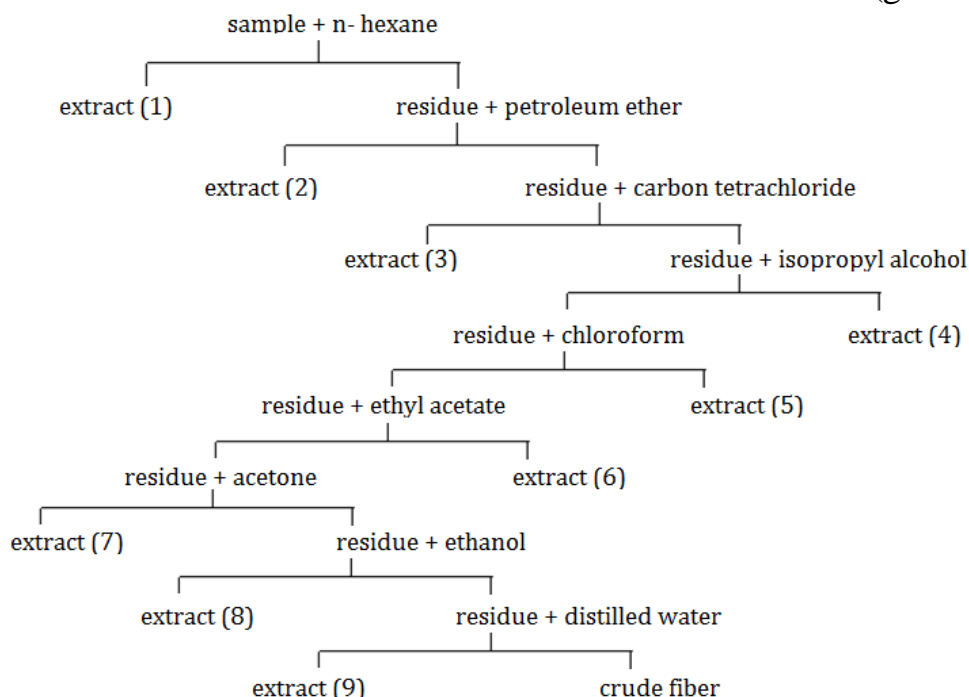 (g
sample + n- hexane
extract (1)
residue + petroleum ether
extract (2)
residue + carbon tetrachloride
extract (3)
residue + isopropyl alcohol
residue + chloroform
extract (4)
residue + ethyl acetate
extract (5)
residue + acetone
extract (6)
extract (7)
residue + ethanol
extract (8)
residue + distilled water
extract (9)
crude fiber